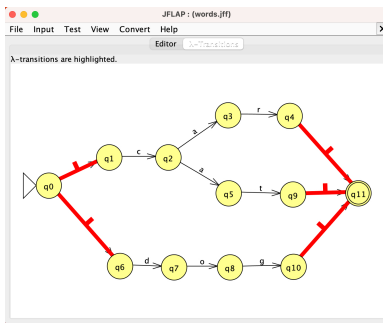 JFLAP : (words.jff)
File Input Test View Convert Help ×
Editor λ-Transitions
λ-transitions are highlighted.
q3 r q4
a
q1 c q2
a
q0
q5 t q9 q11
q6 d q7 o q8 g q10